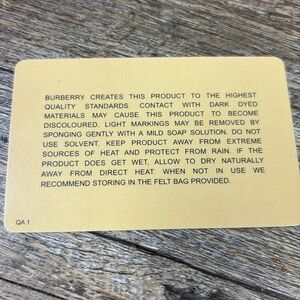 BURBERRY CREATES THIS PRODUCT TO THE HIGHEST
QUALITY STANDARDS. CONTACT WITH DARK DYED
MATERIALS MAY CAUSE THIS PRODUCT TO BECOME
DISCOLOURED. LIGHT MARKINGS MAY BE REMOVED BY
SPONGING GENTLY WITH A MILD SOAP SOLUTION. DO NOT
USE SOLVENT. KEEP PRODUCT AWAY FROM EXTREME
SOURCES OF HEAT AND PROTECT FROM RAIN. IF THE
PRODUCT DOES GET WET, ALLOW TO DRY NATURALLY
AWAY FROM DIRECT HEAT. WHEN NOT IN USE WE
RECOMMEND STORING IN THE FELT BAG PROVIDED.
QA 1